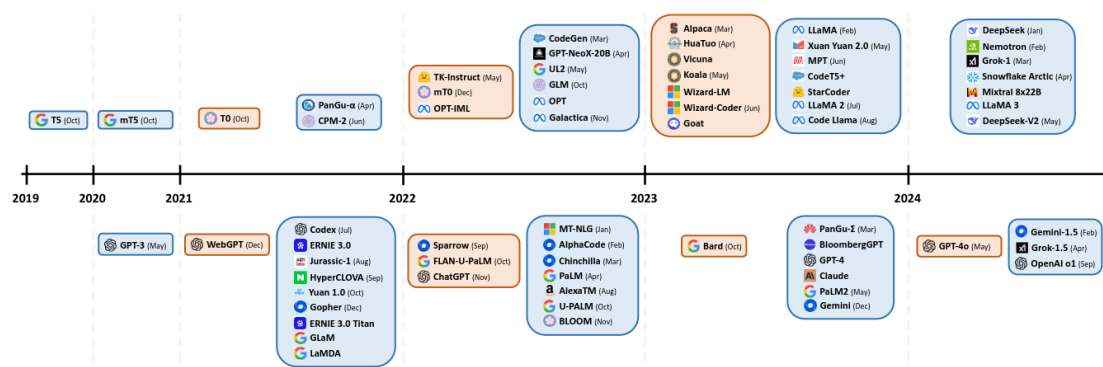 T5 (Oct)
mT5 (Oct)
T0 (Oct)
PanGu-α (Apr)
CPM-2 (Jun)
TK-Instruct (May)
mT0 (Dec)
OPT-IML
CodeGen (Mar)
GPT-NeoX-20B (Apr)
UL2 (May)
GLM (Oct)
OPT
Galactica (Nov)
Alpaca (Mar)
HuaTuo (Apr)
Vicuna
Koala (May)
Wizard-LM
Wizard-Coder (Jun)
Goat
LLaMA (Feb)
Xuan Yuan 2.0 (May)
MPT (Jun)
CodeT5+
StarCoder
LLaMA 2 (Jul)
Code Llama (Aug)
DeepSeek (Jan)
Nemotron (Feb)
Grok-1 (Mar)
Snowflake Arctic (Apr)
Mixtral 8x22B
LLaMA 3
DeepSeek-V2 (May)
2019 2020 2021 2022 2023 2024
GPT-3 (May)
WebGPT (Dec)
Codex (Jul)
ERNIE 3.0
Jurassic-1 (Aug)
HyperCLOVA (Sep)
Yuan 1.0 (Oct)
Gopher (Dec)
ERNIE 3.0 Titan
GLaM
LaMDA
Sparrow (Sep)
FLAN-U-PaLM (Oct)
ChatGPT (Nov)
MT-NLG (Jan)
AlphaCode (Feb)
Chinchilla (Mar)
PaLM (Apr)
AlexaTM (Aug)
U-PALM (Oct)
BLOOM (Nov)
Bard (Oct)
PanGu-Σ (Mar)
BloombergGPT
GPT-4
Claude
PaLM2 (May)
Gemini (Dec)
GPT-4o (May)
Gemini-1.5 (Feb)
Grok-1.5 (Apr)
OpenAI o1 (Sep)